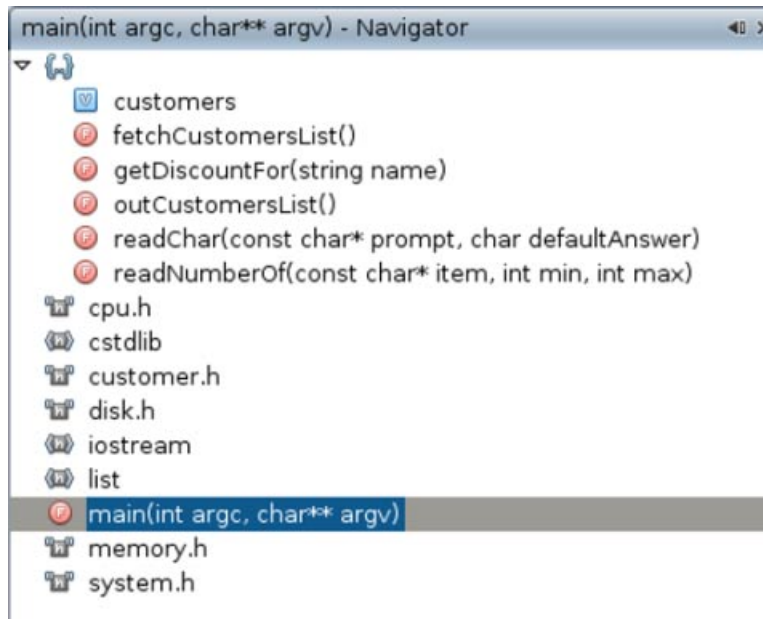 main(int argc, char** argv) - Navigator
customers
fetchCustomersList()
getDiscountFor(string name)
outCustomersList()
readChar(const char* prompt, char defaultAnswer)
readNumberOf(const char* item, int min, int max)
cpu.h
cstdlib
customer.h
disk.h
iostream
list
main(int argc, char** argv)
memory.h
system.h